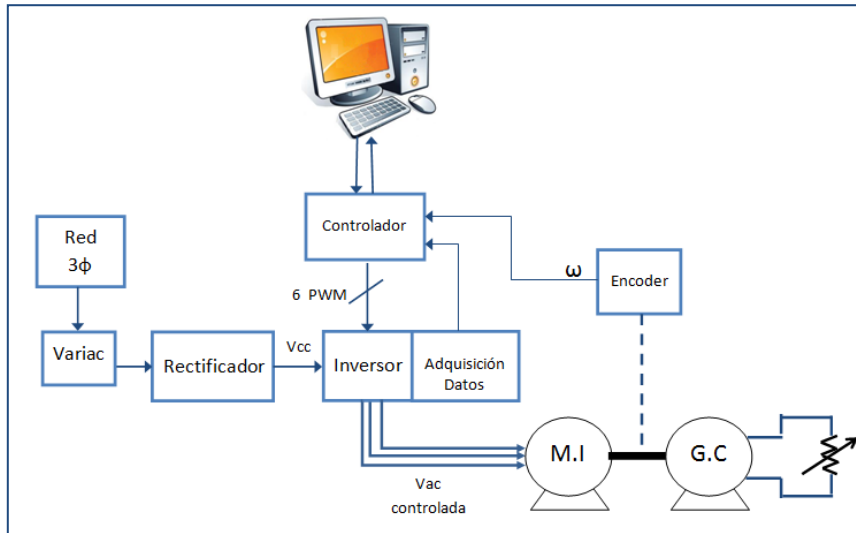 Controlador
Red
3ϕ
ω
Encoder
6 PWM
Variac
Rectificador
Vcc
Inversor
Adquisición
Datos
M.I
G.C
Vac
controlada